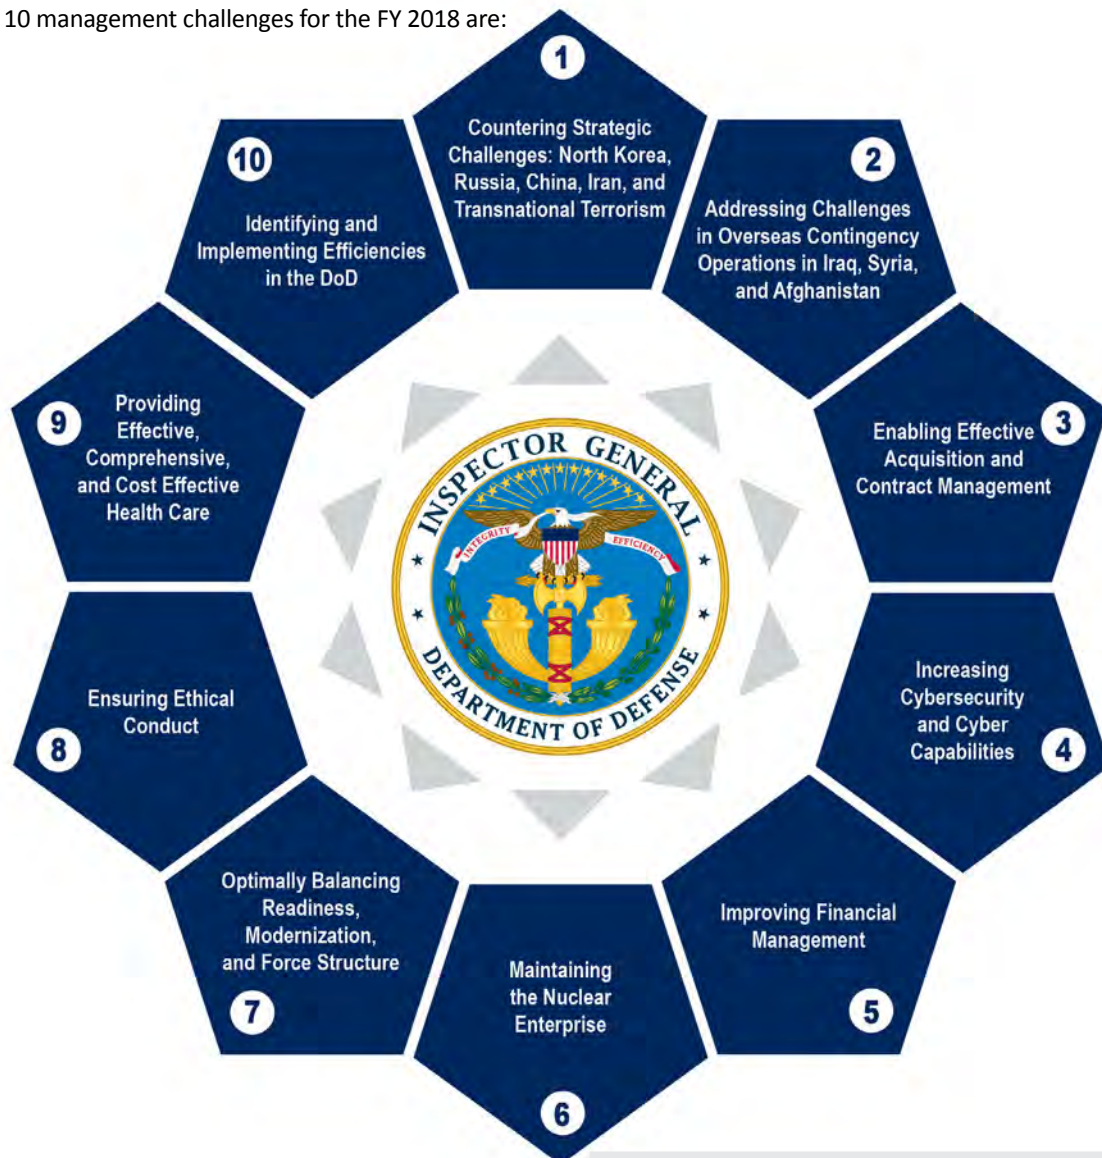 10 management challenges for the FY 2018 are:
1
Countering Strategic
Challenges: North Korea,
Russia, China, Iran, and
Transnational Terrorism
2
Addressing Challenges
in Overseas Contingency
Operations in Iraq, Syria,
and Afghanistan
3
Enabling Effective
Acquisition and
Contract Management
4
Increasing
Cybersecurity
and Cyber
Capabilities
5
Improving Financial
Management
6
Maintaining
the Nuclear
Enterprise
7
Optimally Balancing
Readiness,
Modernization,
and Force Structure
8
Ensuring Ethical
Conduct
9
Providing
Effective,
Comprehensive,
and Cost Effective
Health Care
10
Identifying and
Implementing Efficiencies
in the DoD
INSPECTOR GENERAL
INTEGRITY
EFFICIENCY
DEPARTMENT OF DEFENSE